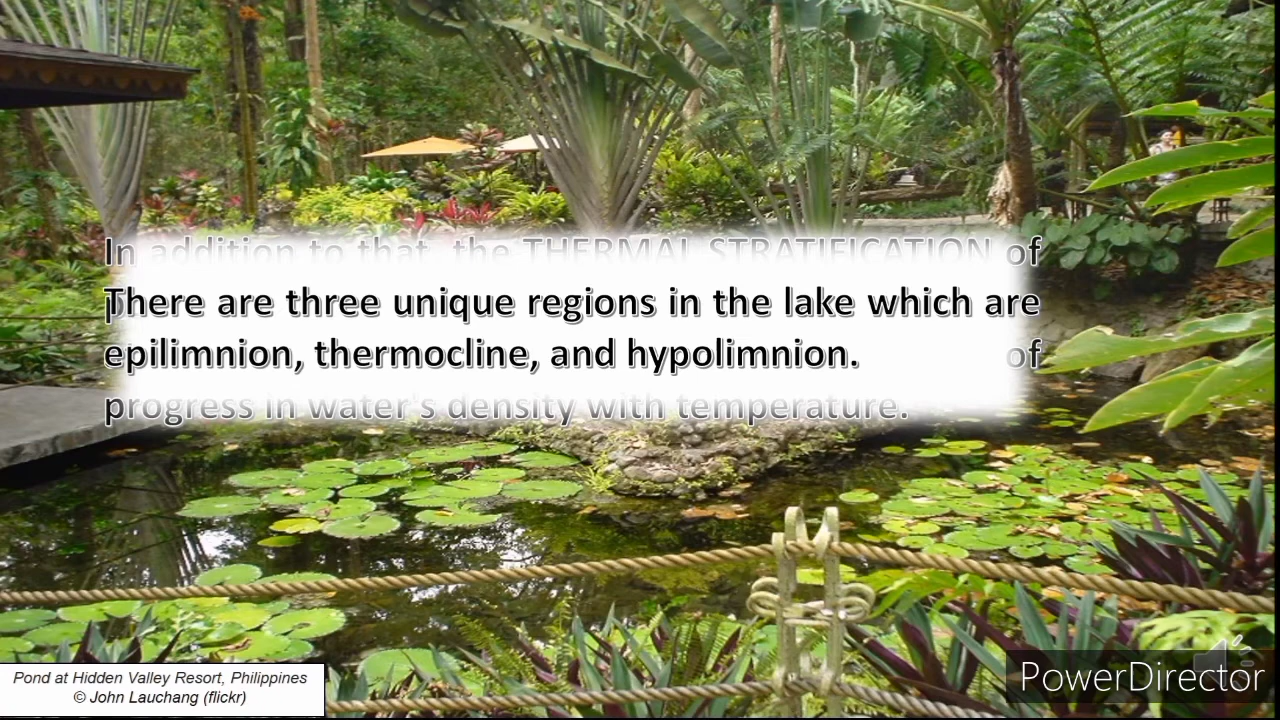 In addition to that, the THERMAL STRATIFICATION of
There are three unique regions in the lake which are
epilimnion, thermocline, and hypolimnion.
of
progress in water's density with temperature.
Pond at Hidden Valley Resort, Philippines
© John Lauchang (flickr)
PowerDirector